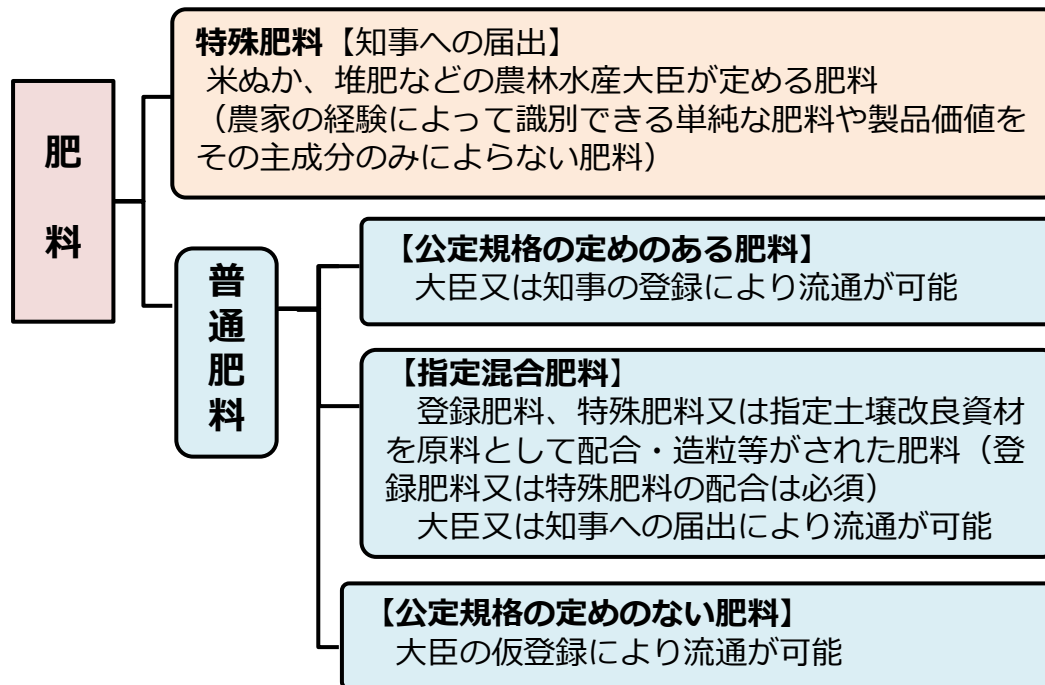 肥料
特殊肥料【知事への届出】
米ぬか、堆肥などの農林水産大臣が定める肥料
（農家の経験によって識別できる単純な肥料や製品価値を
その主成分のみによらない肥料）
普通肥料
【公定規格の定めのある肥料】
大臣又は知事の登録により流通が可能
【指定混合肥料】
登録肥料、特殊肥料又は指定土壌改良資材
を原料として配合・造粒等がされた肥料（登
録肥料又は特殊肥料の配合は必須）
大臣又は知事への届出により流通が可能
【公定規格の定めのない肥料】
大臣の仮登録により流通が可能